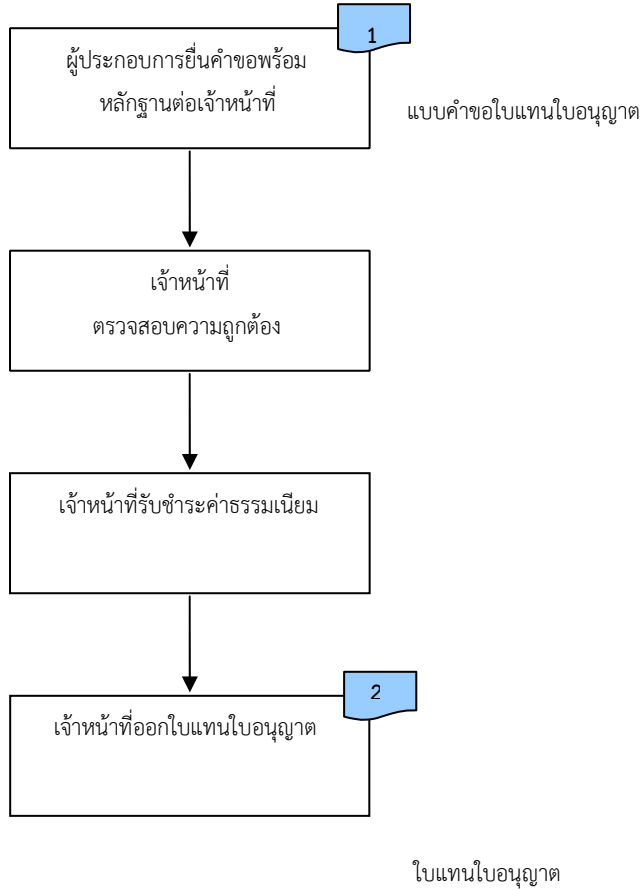 1
ผู้ประกอบการยื่นคำขอพร้อม
หลักฐานต่อเจ้าหน้าที่
แบบคำขอใบแทนใบอนุญาต
เจ้าหน้าที่
ตรวจสอบความถูกต้อง
เจ้าหน้าที่รับชำระค่าธรรมเนียม
2
เจ้าหน้าที่ออกใบแทนใบอนุญาต
ใบแทนใบอนุญาต